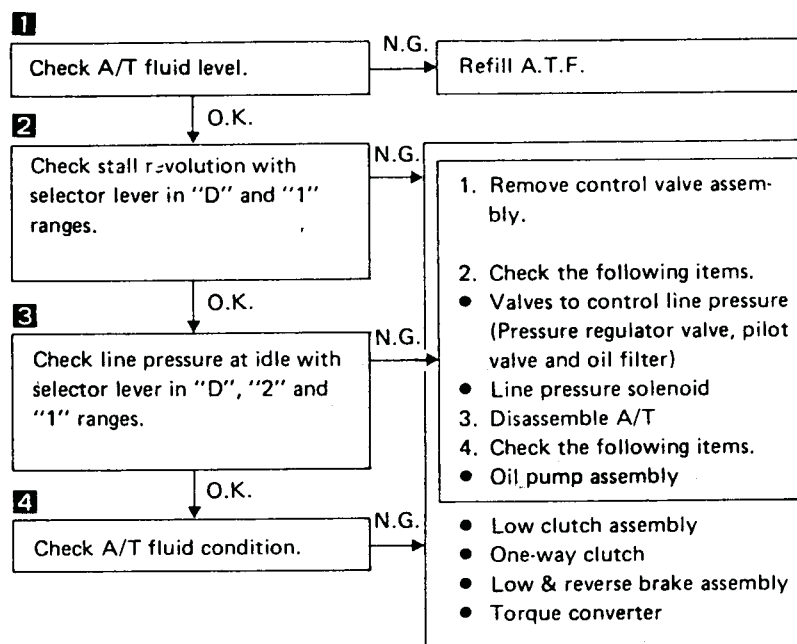 1
Check A/T fluid level.
N.G.
Refill A.T.F.
O.K.
2
Check stall revolution with
selector lever in "D" and "1"
ranges.
N.G.
O.K.
3
Check line pressure at idle with
selector lever in "D", "2" and
"1" ranges.
N.G.
O.K.
4
Check A/T fluid condition.
N.G.
1. Remove control valve assem-
bly.
2. Check the following items.
● Valves to control line pressure
(Pressure regulator valve, pilot
valve and oil filter)
● Line pressure solenoid
3. Disassemble A/T
4. Check the following items.
● Oil pump assembly
● Low clutch assembly
● One-way clutch
● Low & reverse brake assembly
● Torque converter